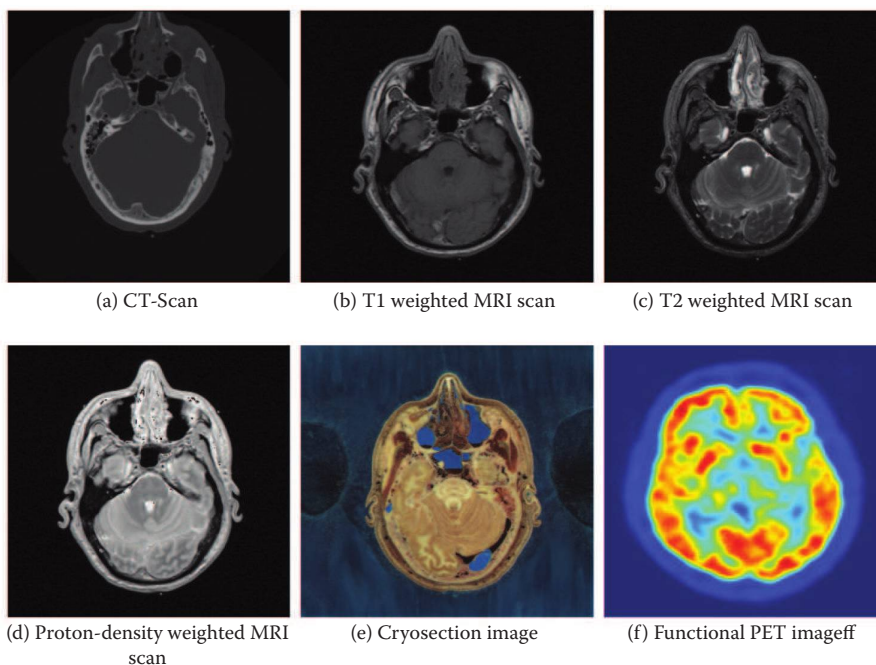 (a) CT-Scan
(b) T1 weighted MRI scan
(c) T2 weighted MRI scan
(d) Proton-density weighted MRI
scan
(e) Cryosection image
(f) Functional PET imageff